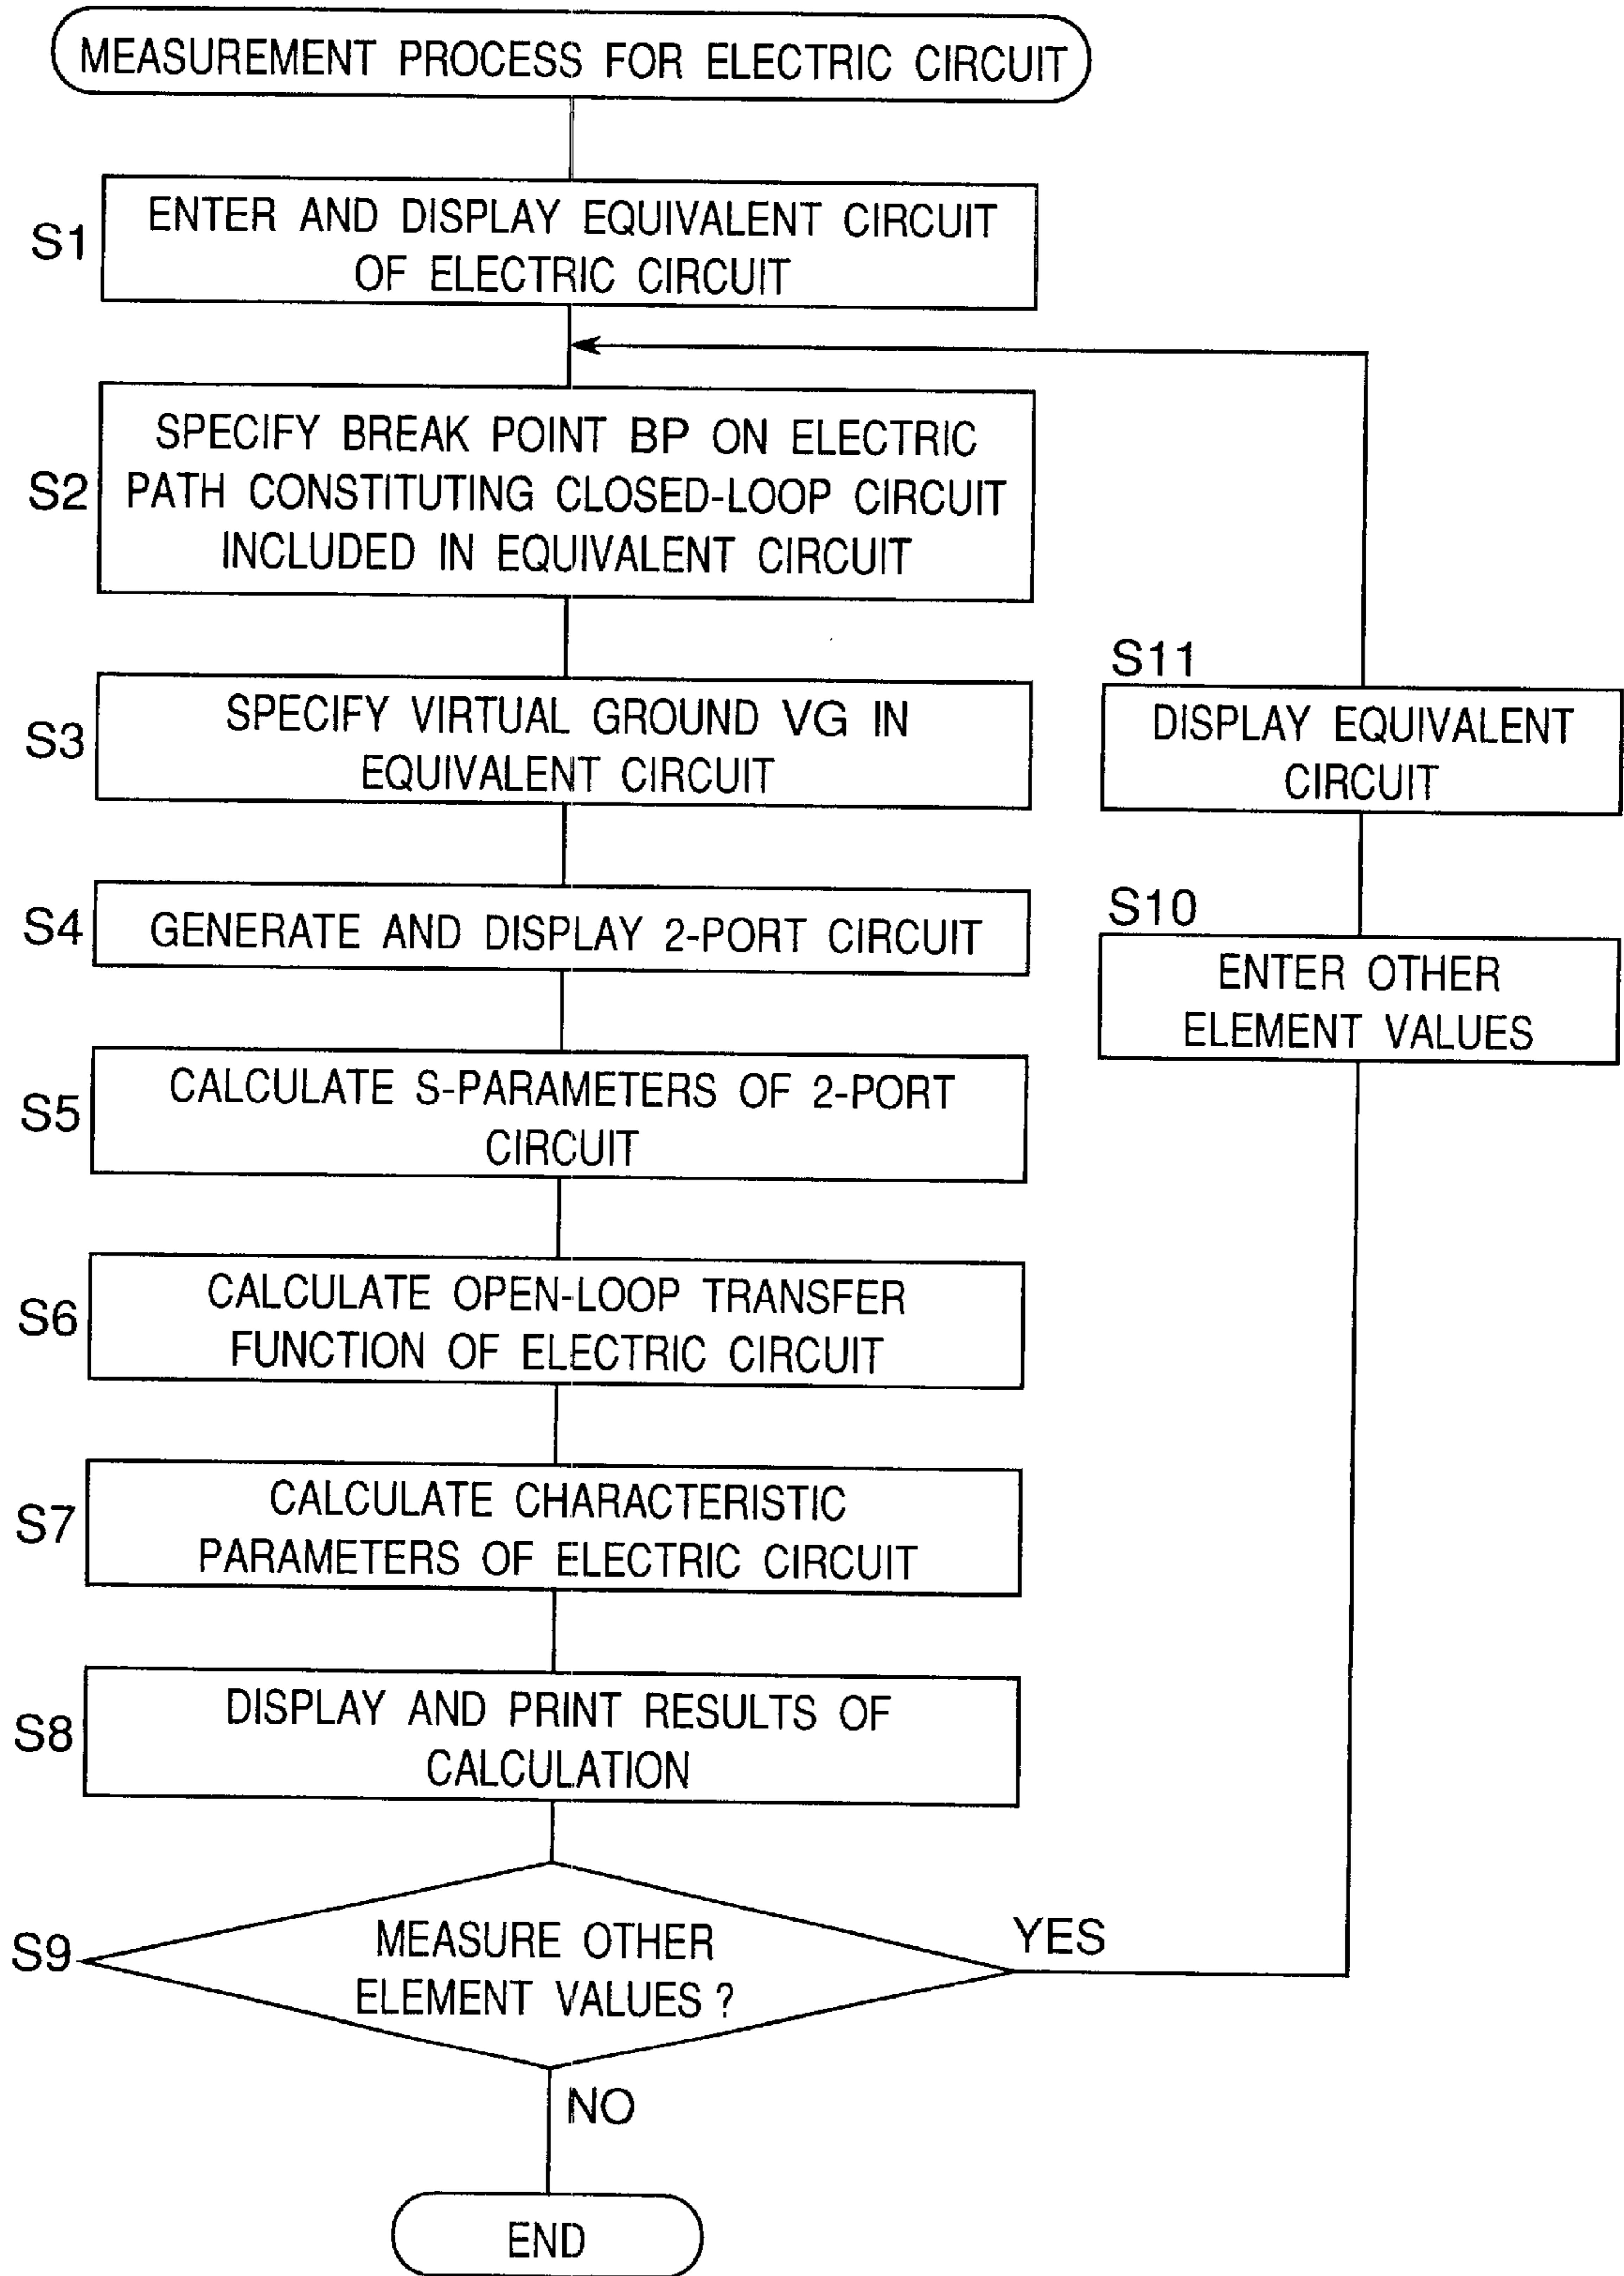 MEASUREMENT PROCESS FOR ELECTRIC CIRCUIT
S1
ENTER AND DISPLAY EQUIVALENT CIRCUIT
OF ELECTRIC CIRCUIT
S2
SPECIFY BREAK POINT BP ON ELECTRIC
PATH CONSTITUTING CLOSED-LOOP CIRCUIT
INCLUDED IN EQUIVALENT CIRCUIT
S3
SPECIFY VIRTUAL GROUND VG IN
EQUIVALENT CIRCUIT
S4
GENERATE AND DISPLAY 2-PORT CIRCUIT
S5
CALCULATE S-PARAMETERS OF 2-PORT
CIRCUIT
S6
CALCULATE OPEN-LOOP TRANSFER
FUNCTION OF ELECTRIC CIRCUIT
S7
CALCULATE CHARACTERISTIC
PARAMETERS OF ELECTRIC CIRCUIT
S8
DISPLAY AND PRINT RESULTS OF
CALCULATION
S9
MEASURE OTHER
ELEMENT VALUES ?
YES
NO
END
S11
DISPLAY EQUIVALENT
CIRCUIT
S10
ENTER OTHER
ELEMENT VALUES